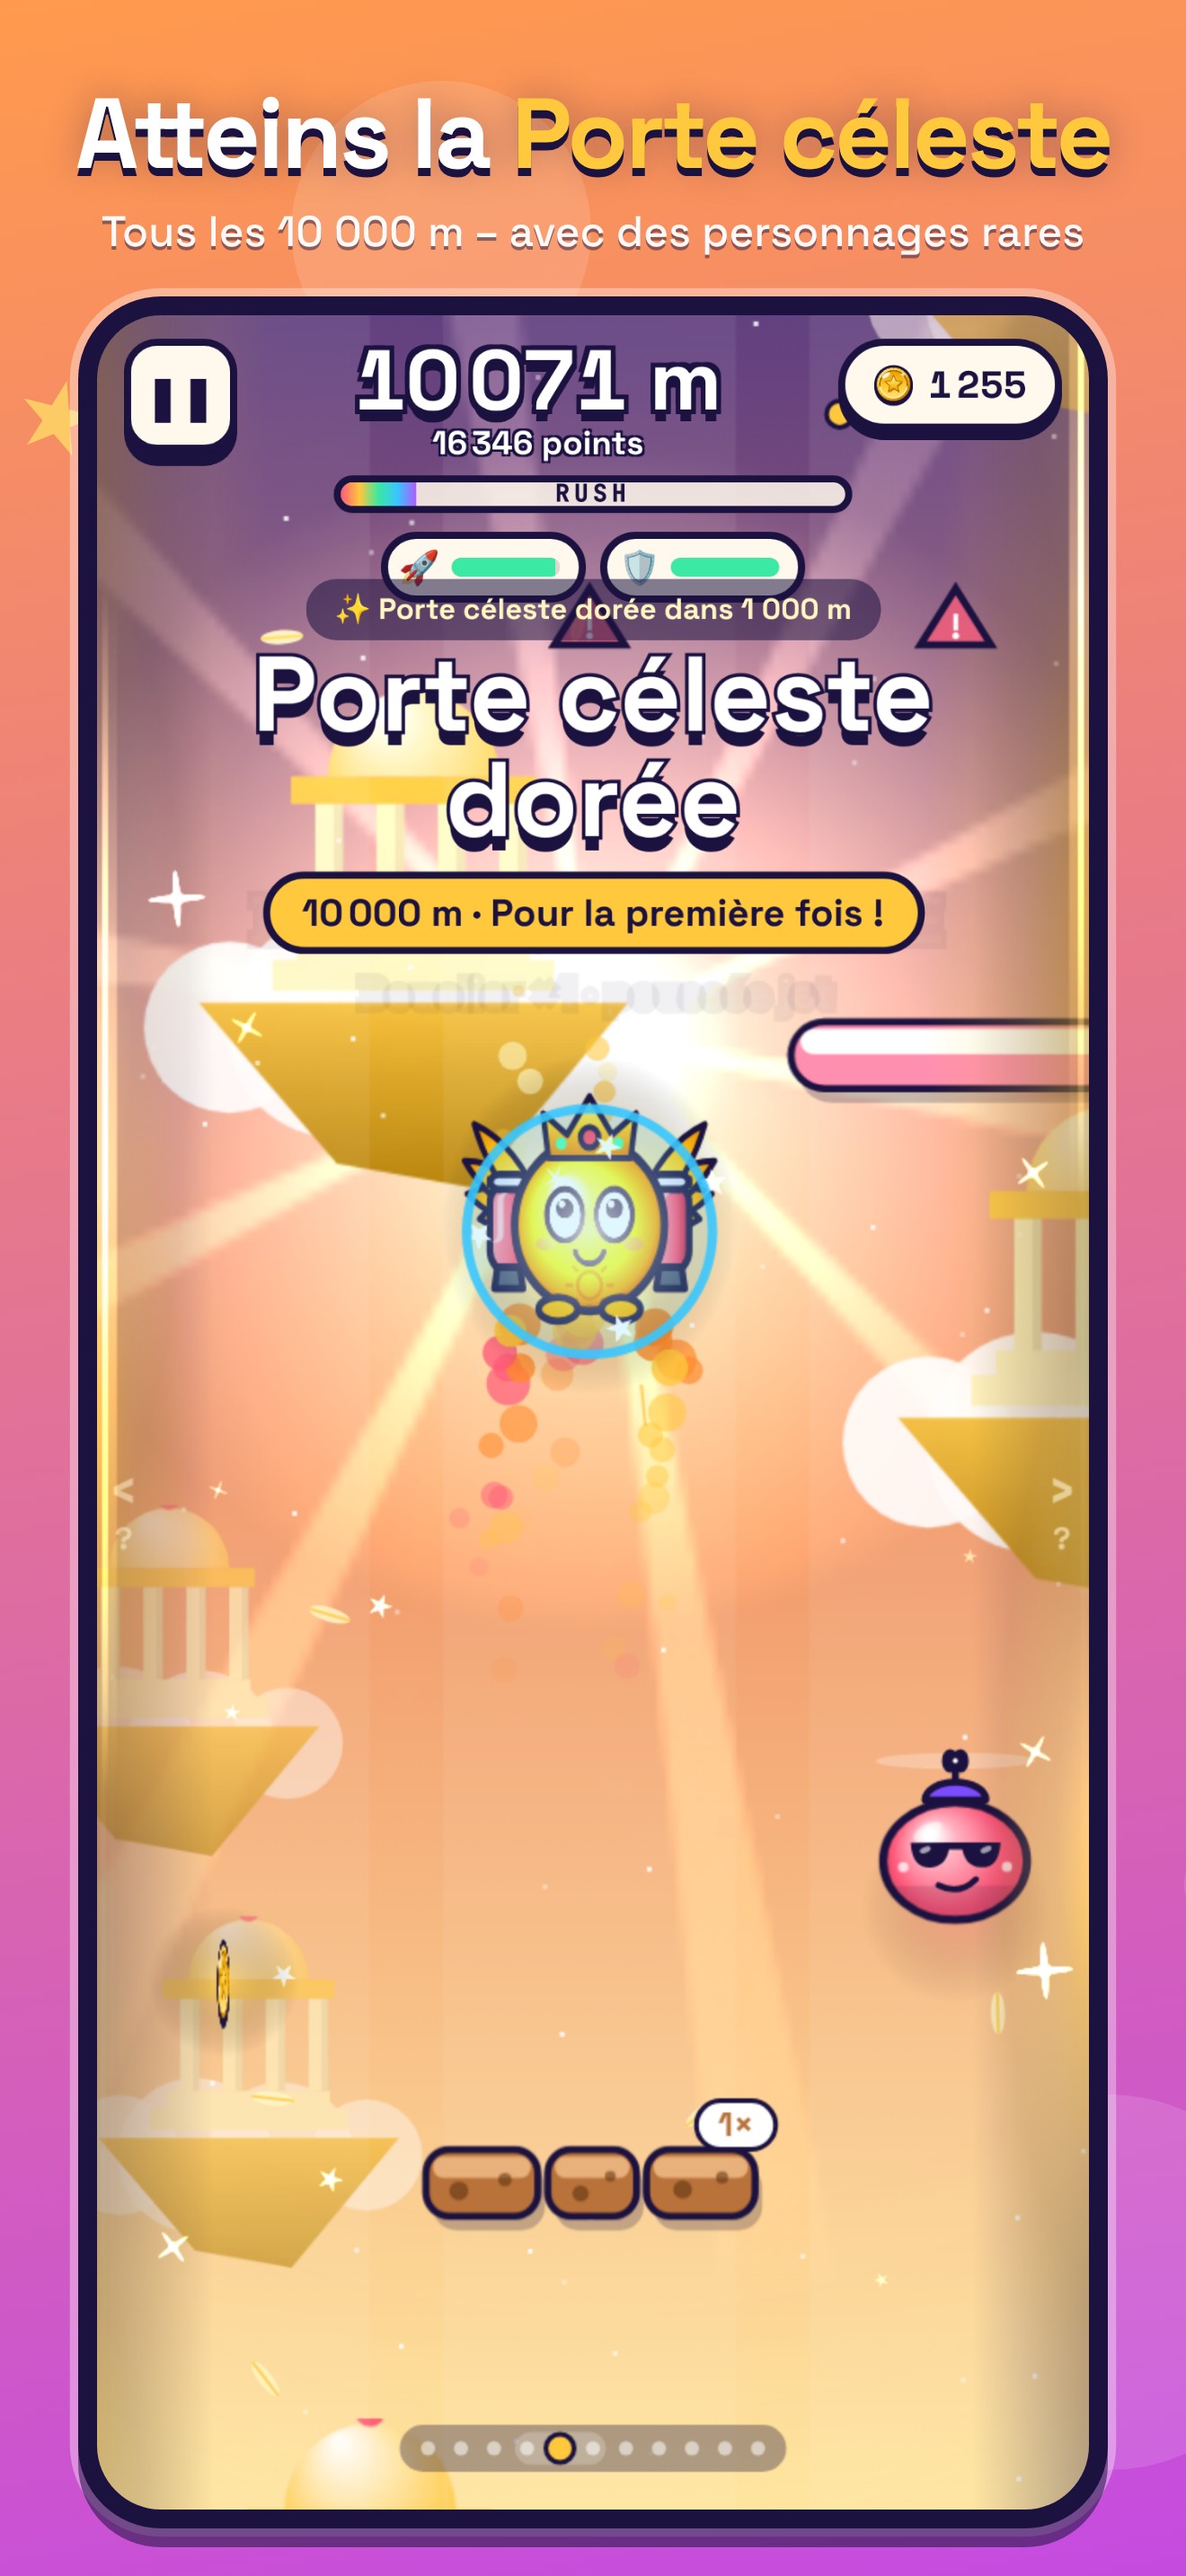 Atteins la Porte céleste
Tous les 10 000 m – avec des personnages rares
10 071 m
1 255
16 346 points
RUSH
✨ Porte céleste dorée dans 1 000 m
!
!
Porte céleste
dorée
10 000 m · Pour la première fois !
< >
? ?
1×